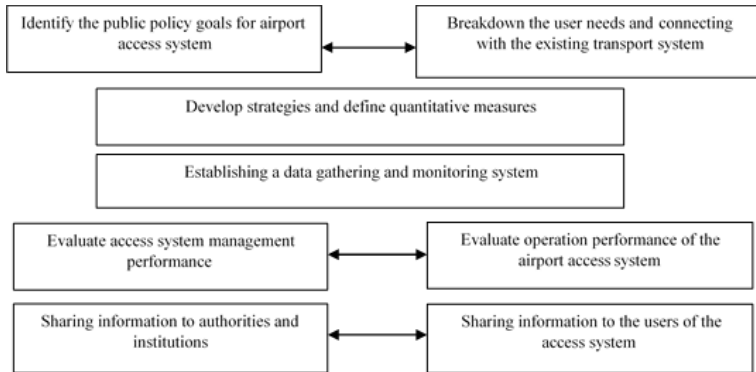 Identify the public policy goals for airport
access system
Breakdown the user needs and connecting
with the existing transport system
Develop strategies and define quantitative measures
Establishing a data gathering and monitoring system
Evaluate access system management
performance
Evaluate operation performance of the
airport access system
Sharing information to authorities and
institutions
Sharing information to the users of the
access system